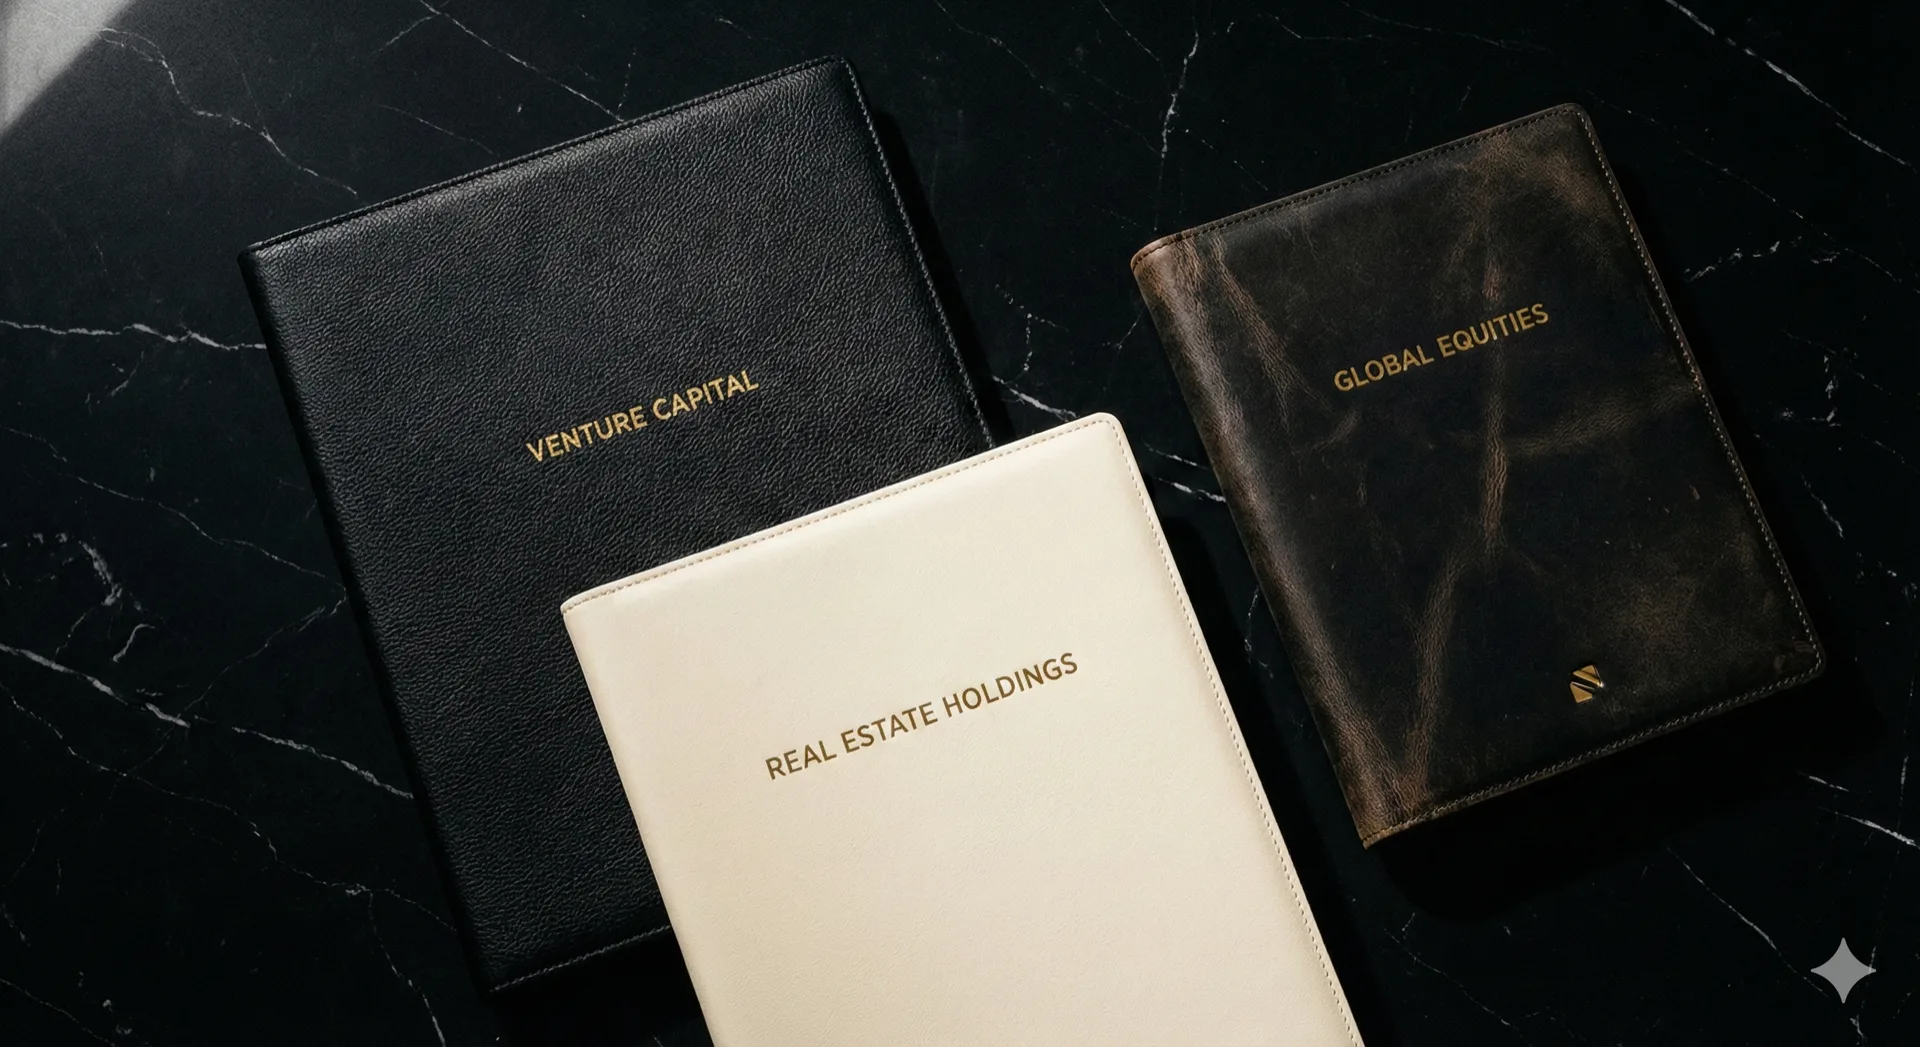 VENTURE CAPITAL
GLOBAL EQUITIES
REAL ESTATE HOLDINGS